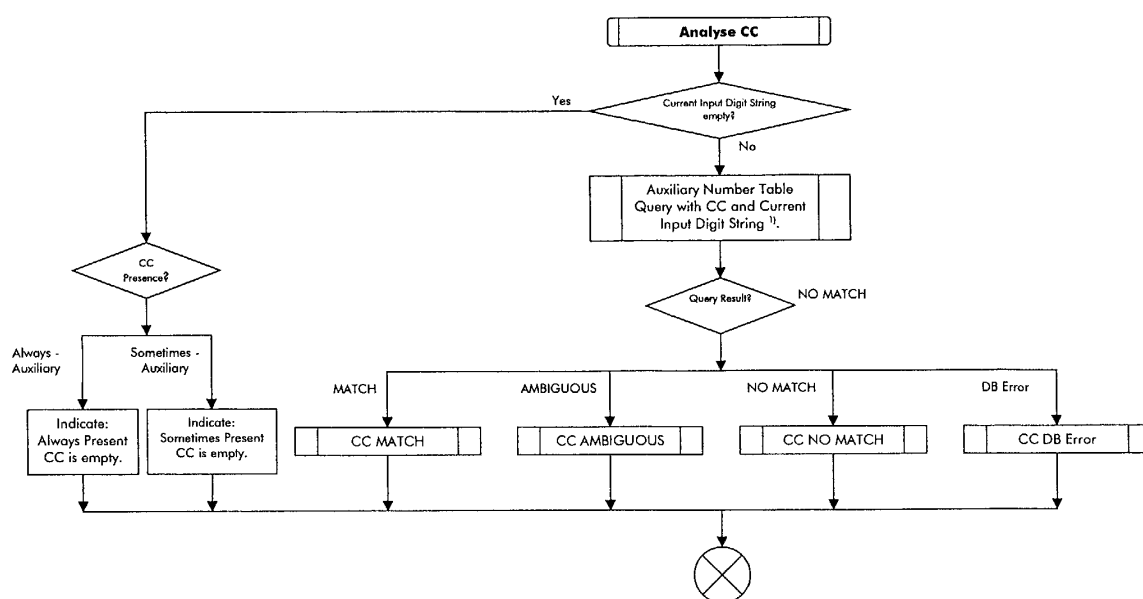 Analyse CC
Yes
Current Input Digit String
empty?
No
Auxiliary Number Table
Query with CC and Current
Input Digit String 1).
CC
Presence?
Query Result?
NO MATCH
Always -
Auxiliary
Sometimes -
Auxiliary
MATCH
AMBIGUOUS
NO MATCH
DB Error
Indicate:
Always Present
CC is empty.
Indicate:
Sometimes Present
CC is empty.
CC MATCH
CC AMBIGUOUS
CC NO MATCH
CC DB Error